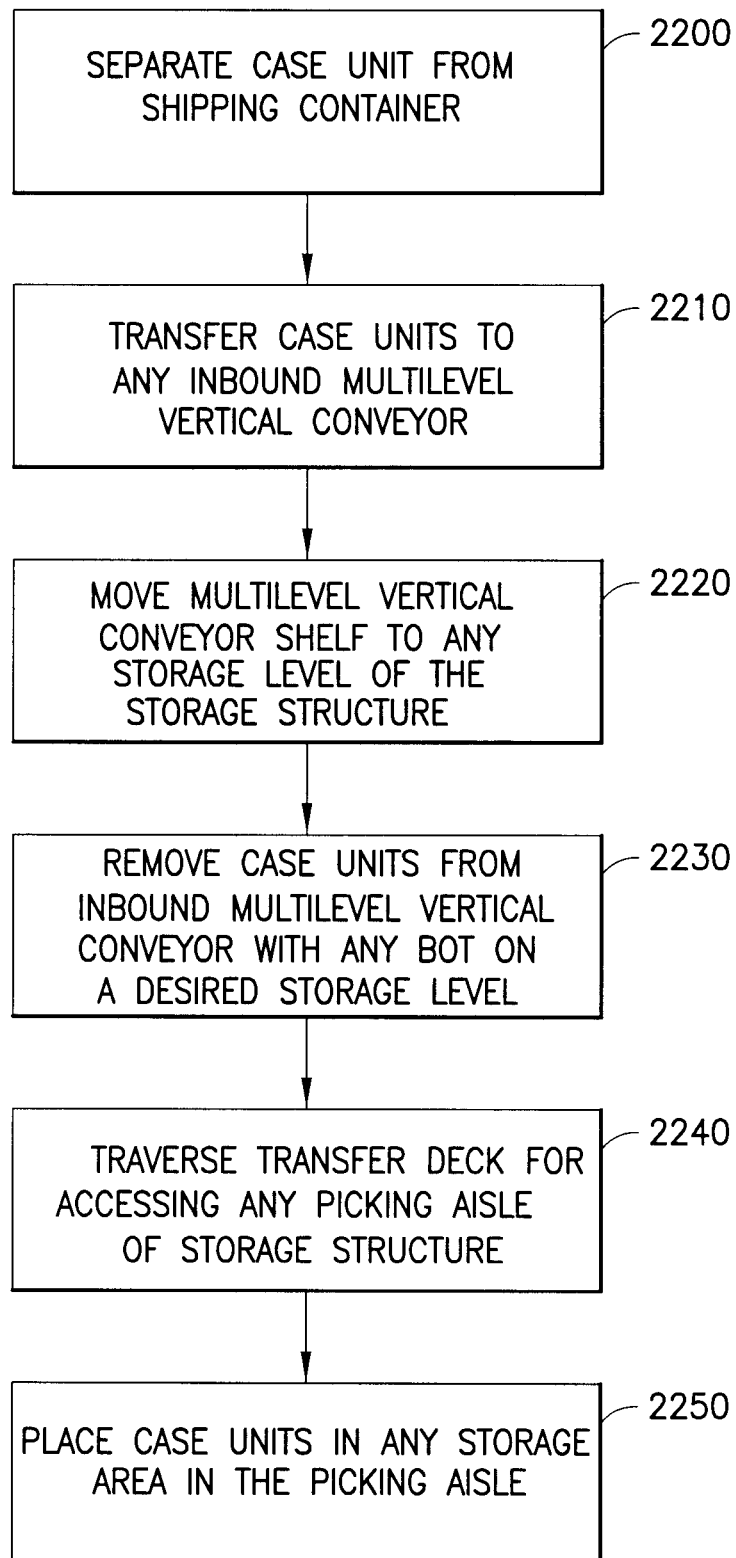 SEPARATE CASE UNIT FROM
SHIPPING CONTAINER
2200
TRANSFER CASE UNITS TO
ANY INBOUND MULTILEVEL
VERTICAL CONVEYOR
2210
MOVE MULTILEVEL VERTICAL
CONVEYOR SHELF TO ANY
STORAGE LEVEL OF THE
STORAGE STRUCTURE
2220
REMOVE CASE UNITS FROM
INBOUND MULTILEVEL VERTICAL
CONVEYOR WITH ANY BOT ON
A DESIRED STORAGE LEVEL
2230
TRAVERSE TRANSFER DECK FOR
ACCESSING ANY PICKING AISLE
OF STORAGE STRUCTURE
2240
PLACE CASE UNITS IN ANY STORAGE
AREA IN THE PICKING AISLE
2250